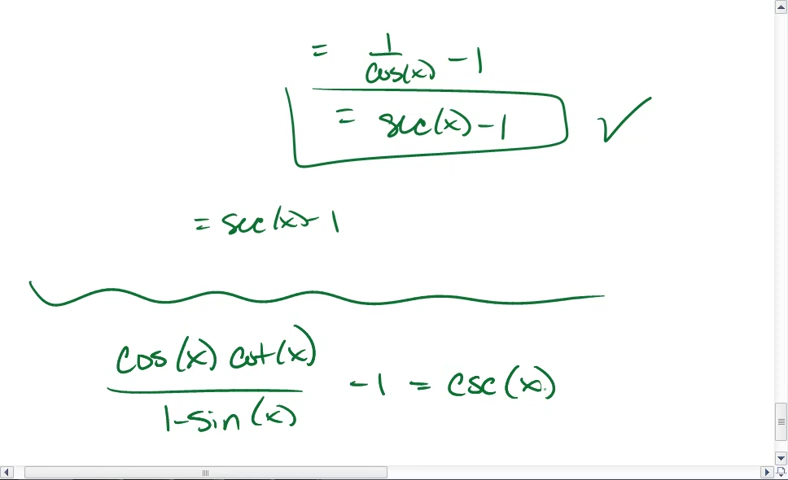 = 1/cos(x) - 1
= sec(x) - 1 ✓
= sec(x) - 1
cos(x) cot(x)/1-sin(x) - 1 = csc(x)